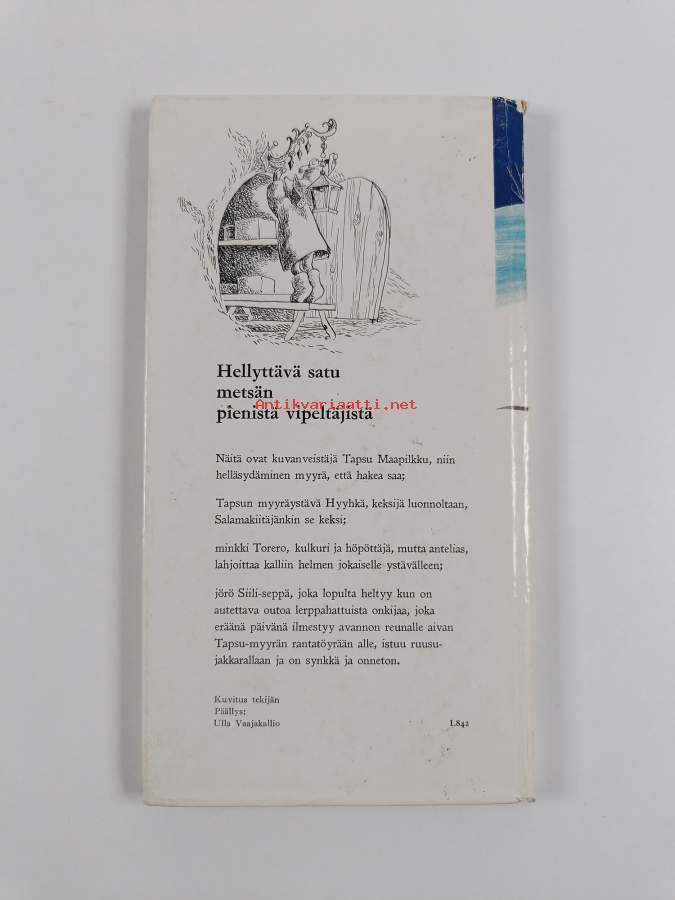 Hellyttävä satu
metsän
Antikvariaatti.net
pienistä vipeltäjistä
Näitä ovat kuvanveistäjä Tapsu Maapilkku, niin
helläsydäminen myyrä, että hakea saa;
Tapsun myyräystävä Hyyhkä, keksijä luonnoltaan,
Salamakiitäjänkin se keksi;
minkki Torero, kulkuri ja höpöttäjä, mutta antelias,
lahjoittaa kalliin helmen jokaiselle ystävälleen;
jörö Siili-seppä, joka lopulta heltyy kun on
autettava outoa lerppahattuista onkijaa, joka
eräänä päivänä ilmestyy avannon reunalle aivan
Tapsu-myyrän rantatöyrään alle, istuu ruusu-
jakkarallaan ja on synkkä ja onneton.
Kuvitus tekijän
Päällys:
Ulla Vaajakallio L842